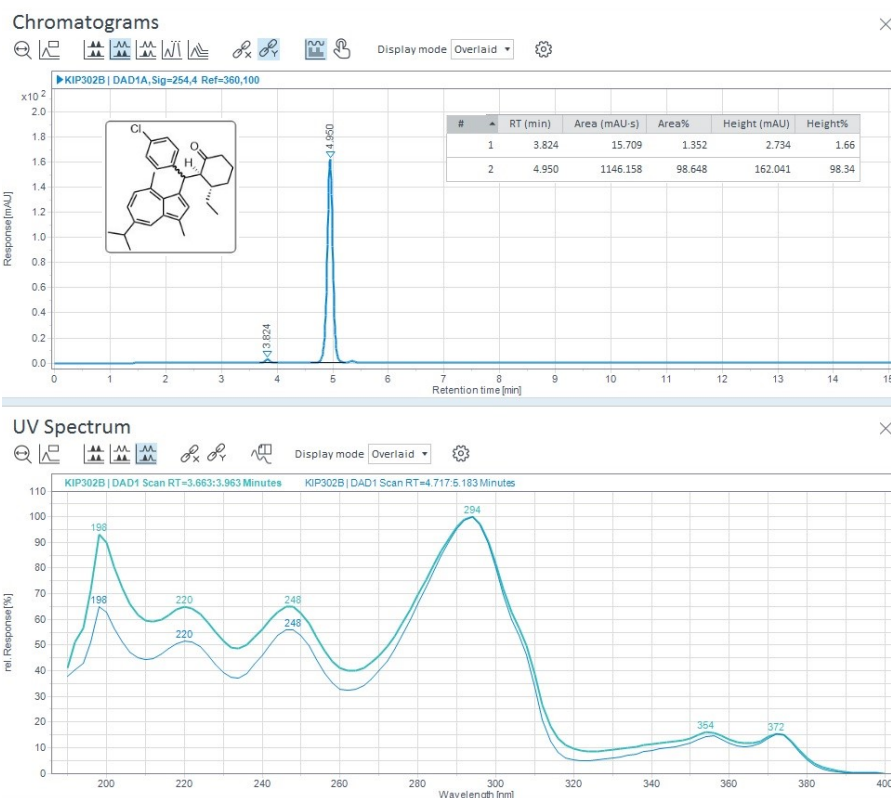 Chromatograms
Display mode Overlaid
KIP302B | DAD1A,Sig=254,4 Ref=360,100
x10 2
2.0
1.8
1.6
1.4
1.2
1.0
0.8
0.6
0.4
0.2
0.0
Response[mAU]
Cl
O
H
3.824
4.950
# RT (min) Area (mAU·s) Area% Height (mAU) Height%
1 3.824 15.709 1.352 2.734 1.66
2 4.950 1146.158 98.648 162.041 98.34
0 1 2 3 4 5 6 7 8 9 10 11 12 13 14 15
Retention time [min]
UV Spectrum
Display mode Overlaid
KIP302B | DAD1 Scan RT=3.663:3.963 Minutes KIP302B | DAD1 Scan RT=4.717:5.183 Minutes
110
100
90
80
70
60
50
40
30
20
10
0
rel. Response[%]
198
198
220
220
248
248
294
354
372
200 220 240 260 280 300 320 340 360 380 400
Wavelength [nm]